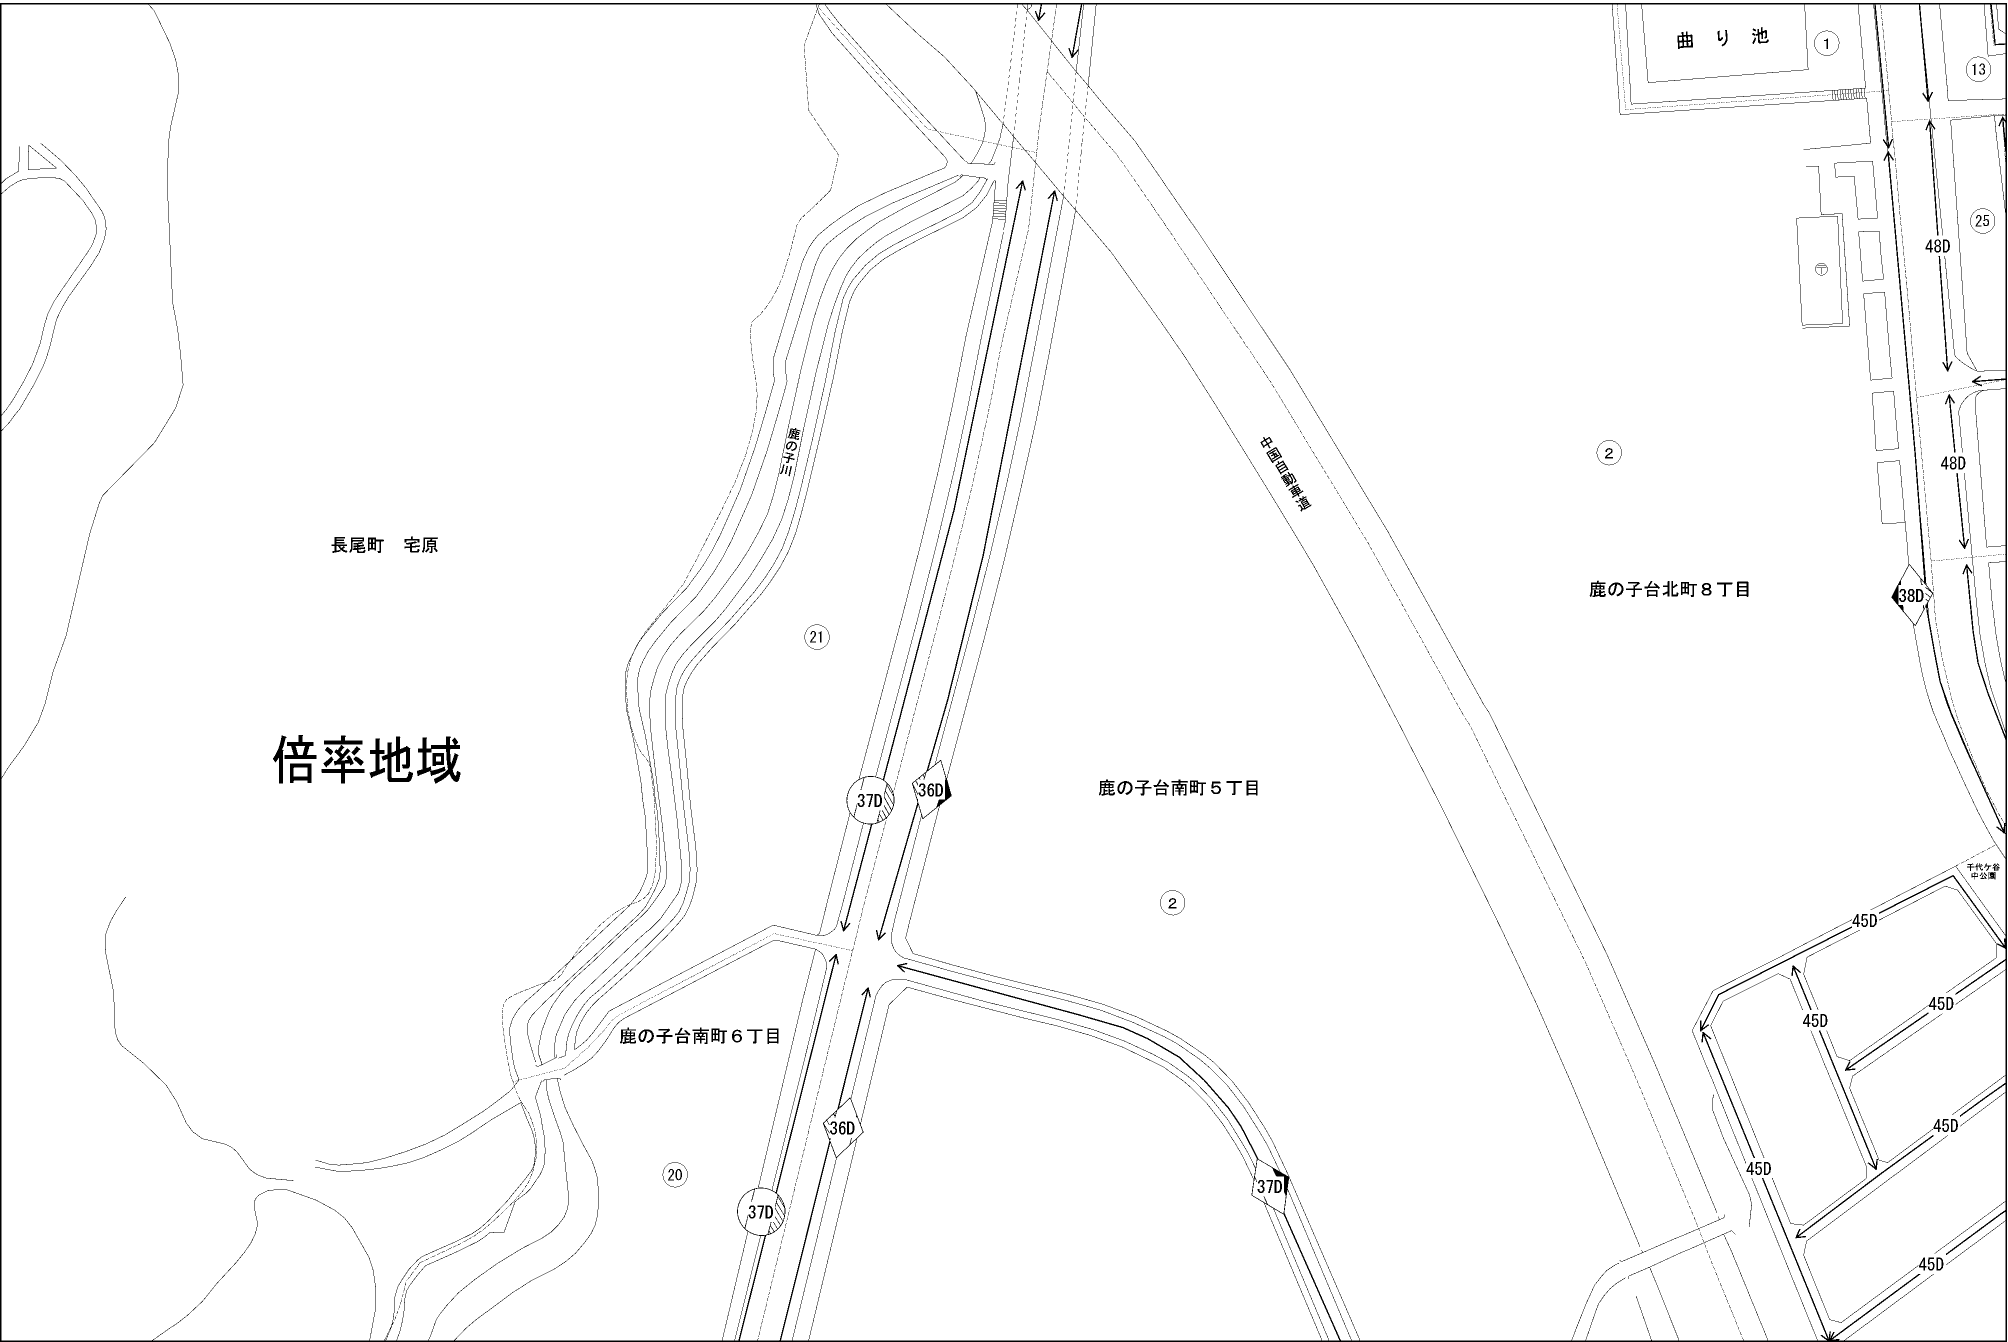 曲り池
1
13
25
48D
〒
鹿の子川
中国自動車道
2
48D
長尾町　宅原
鹿の子台北町８丁目
38D
21
倍率地域
37D
36D
鹿の子台南町５丁目
千代ケ谷
中公園
2
45D
45D
45D
鹿の子台南町６丁目
36D
45D
45D
20
37D
37D
45D